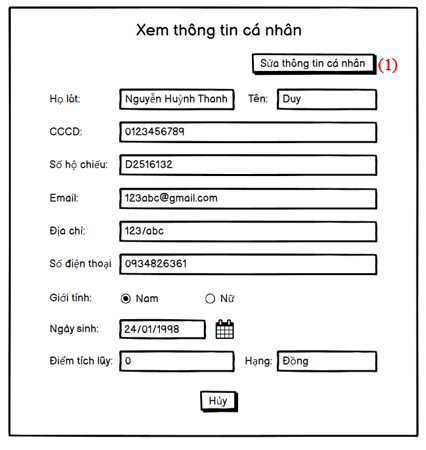 Xem thông tin cá nhân
Sửa thông tin cá nhân (1)
Họ lót: Nguyễn Huỳnh Thanh Tên: Duy
CCCD: 0123456789
Số hộ chiếu: D2516132
Email: 123abc@gmail.com
Địa chỉ: 123/abc
Số điện thoại 0934826361
Giới tính: Nam Nữ
Ngày sinh: 24/01/1998
Điểm tích lũy: 0 Hạng: Đồng
Hủy